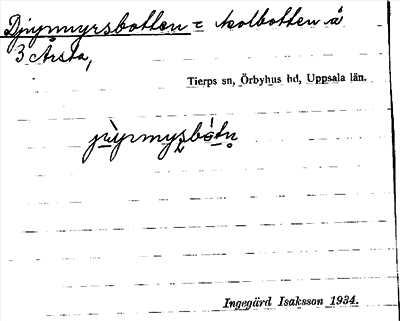 Djupmyrsbotten = kolbotten å
3 Årsta,
Tierps sn, Örbyhus hd, Uppsala län.
Ingegärd Isaksson 1934.